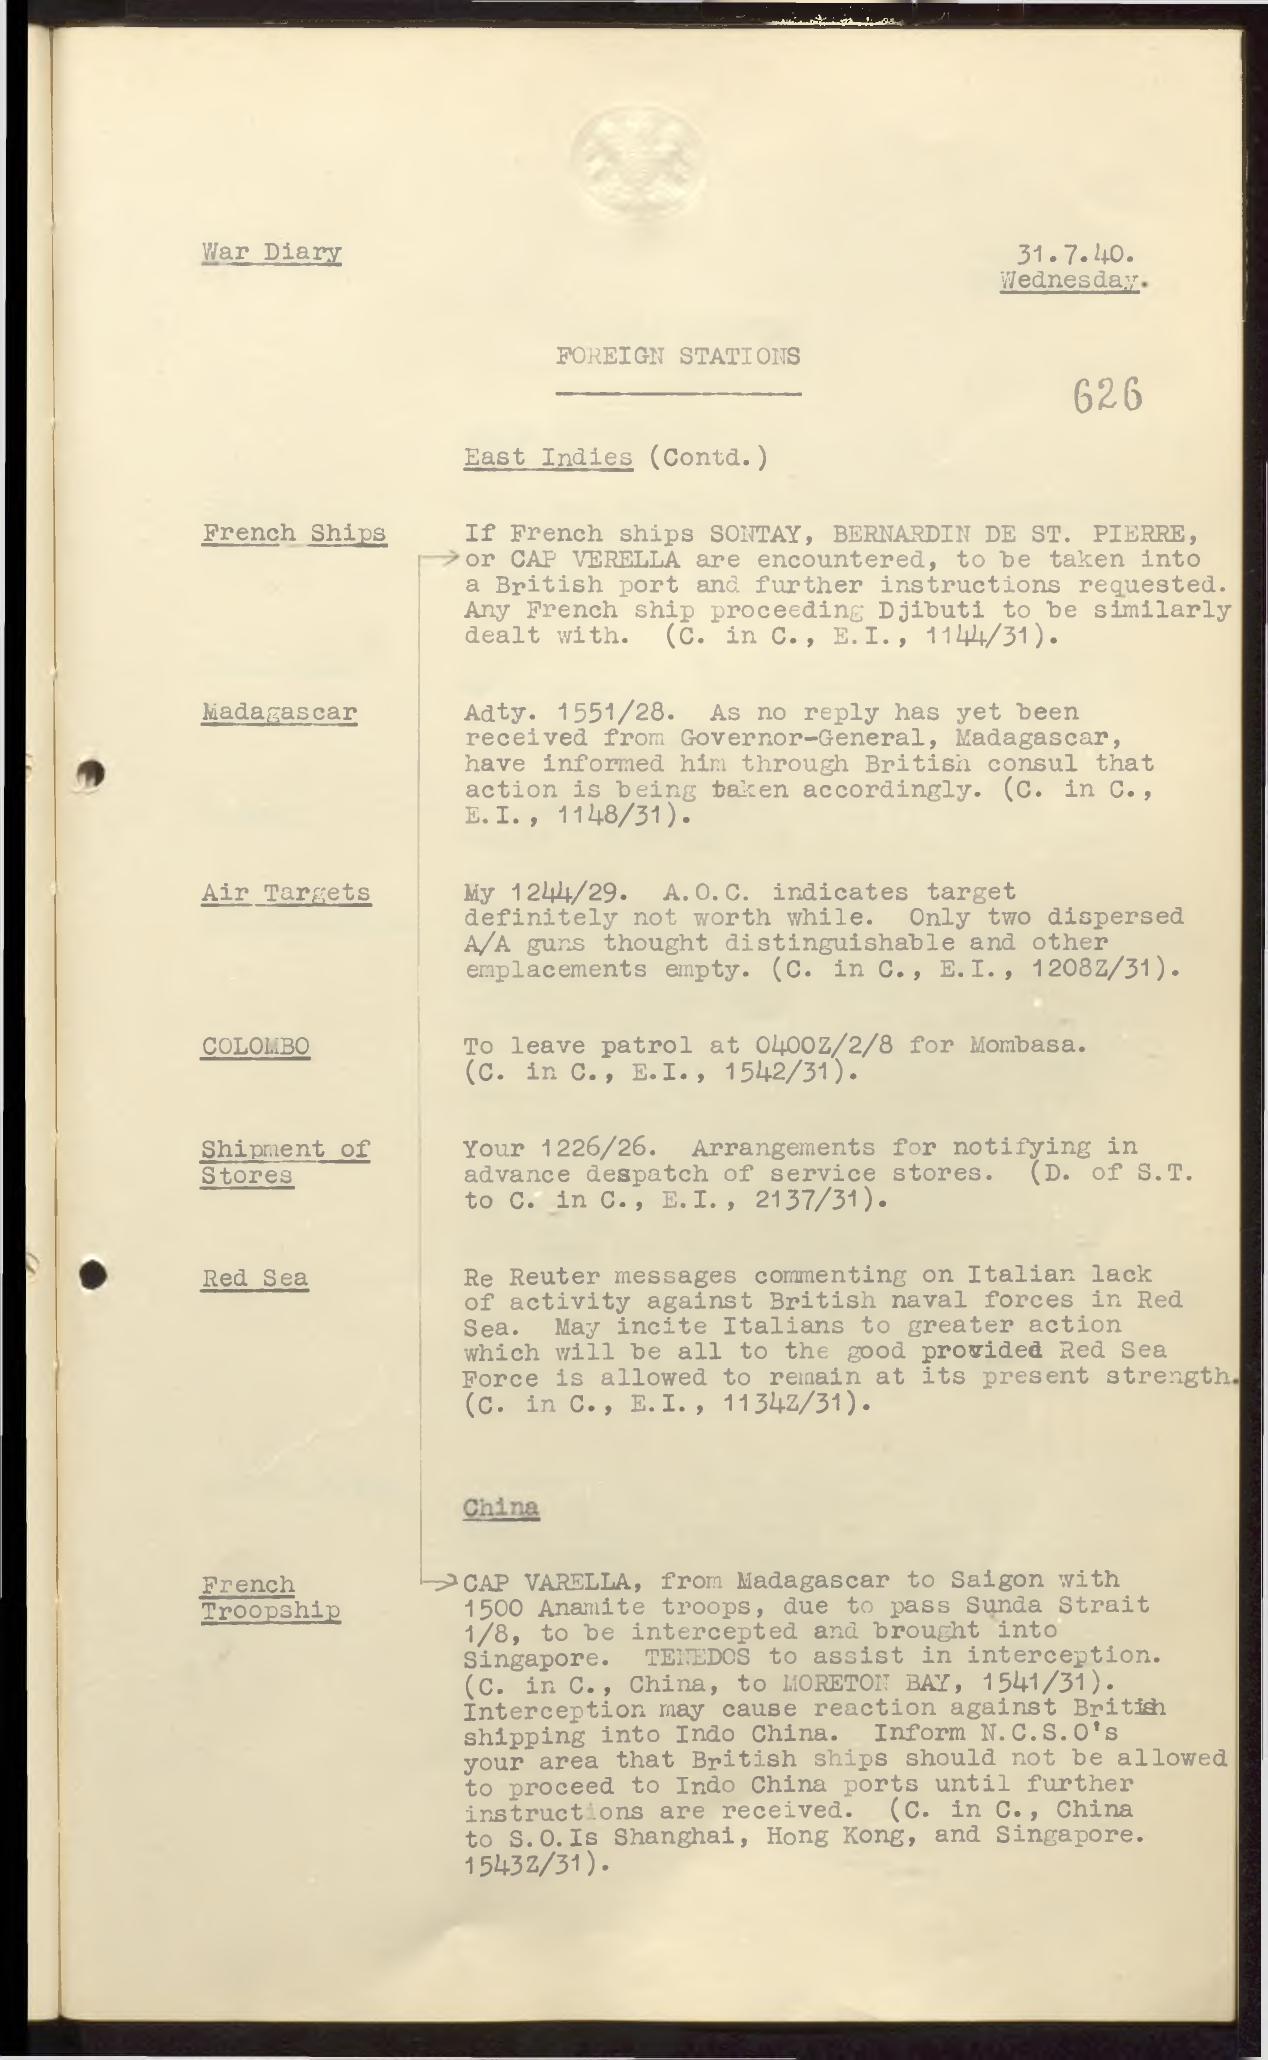 War Diary
31.7.40.
Wednesday.
FOREIGN STATIONS
626
East Indies (Contd.)
French Ships
If French ships SONTAY, BERNARDIN DE ST. PIERRE,
or CAP VERELLA are encountered, to be taken into
a British port and further instructions requested.
Any French ship proceeding Djibuti to be similarly
dealt with. (C. in C., E.I., 1144/31).
Madagascar
Adty. 1551/28. As no reply has yet been
received from Governor-General, Madagascar,
have informed him through British consul that
action is being taken accordingly. (C. in C.,
E.I., 1148/31).
Air Targets
My 1244/29. A.O.C. indicates target
definitely not worth while. Only two dispersed
A/A guns thought distinguishable and other
emplacements empty. (C. in C., E.I., 1208Z/31).
COLOMBO
To leave patrol at 0400Z/2/8 for Mombasa.
(C. in C., E.I., 1542/31).
Shipment of
Stores
Your 1226/26. Arrangements for notifying in
advance despatch of service stores. (D. of S.T.
to C. in C., E.I., 2137/31).
Red Sea
Re Reuter messages commenting on Italian lack
of activity against British naval forces in Red
Sea. May incite Italians to greater action
which will be all to the good provided Red Sea
Force is allowed to remain at its present strength.
(C. in C., E.I., 1134Z/31).
China
French
Troopship
CAP VARELLA, from Madagascar to Saigon with
1500 Anamite troops, due to pass Sunda Strait
1/8, to be intercepted and brought into
Singapore. TENEDOS to assist in interception.
(C. in C., China, to MORETON BAY, 1541/31).
Interception may cause reaction against British
shipping into Indo China. Inform N.C.S.O's
your area that British ships should not be allowed
to proceed to Indo China ports until further
instructions are received. (C. in C., China
to S.O.Is Shanghai, Hong Kong, and Singapore.
1543Z/31).